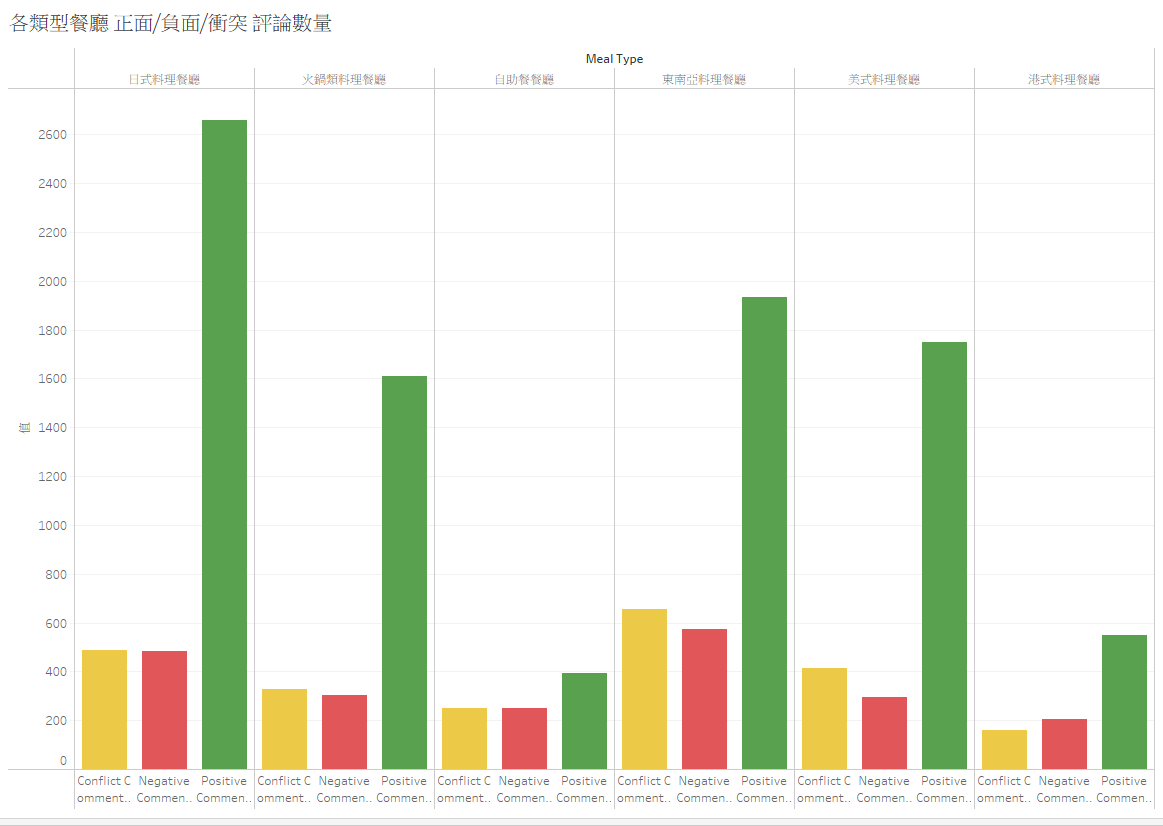 各類型餐廳 正面/負面/衝突 評論數量
Meal Type
日式料理餐廳 火鍋類料理餐廳 自助餐餐廳 東南亞料理餐廳 美式料理餐廳 港式料理餐廳
2600
2400
2200
2000
1800
1600
值 1400
1200
1000
800
600
400
200
0
Conflict C Negative Positive Conflict C Negative Positive Conflict C Negative Positive Conflict C Negative Positive Conflict C Negative Positive Conflict C Negative Positive
omment.. Commen.. Commen.. omment.. Commen.. Commen.. omment.. Commen.. Commen.. omment.. Commen.. Commen.. omment.. Commen.. Commen.. omment.. Commen.. Commen..